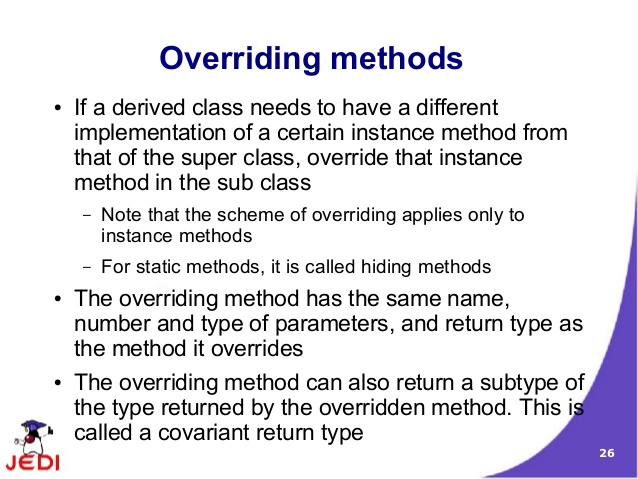 Overriding methods
• If a derived class needs to have a different
implementation of a certain instance method from
that of the super class, override that instance
method in the sub class
– Note that the scheme of overriding applies only to
instance methods
– For static methods, it is called hiding methods
• The overriding method has the same name,
number and type of parameters, and return type as
the method it overrides
• The overriding method can also return a subtype of
the type returned by the overridden method. This is
called a covariant return type
JEDI
26